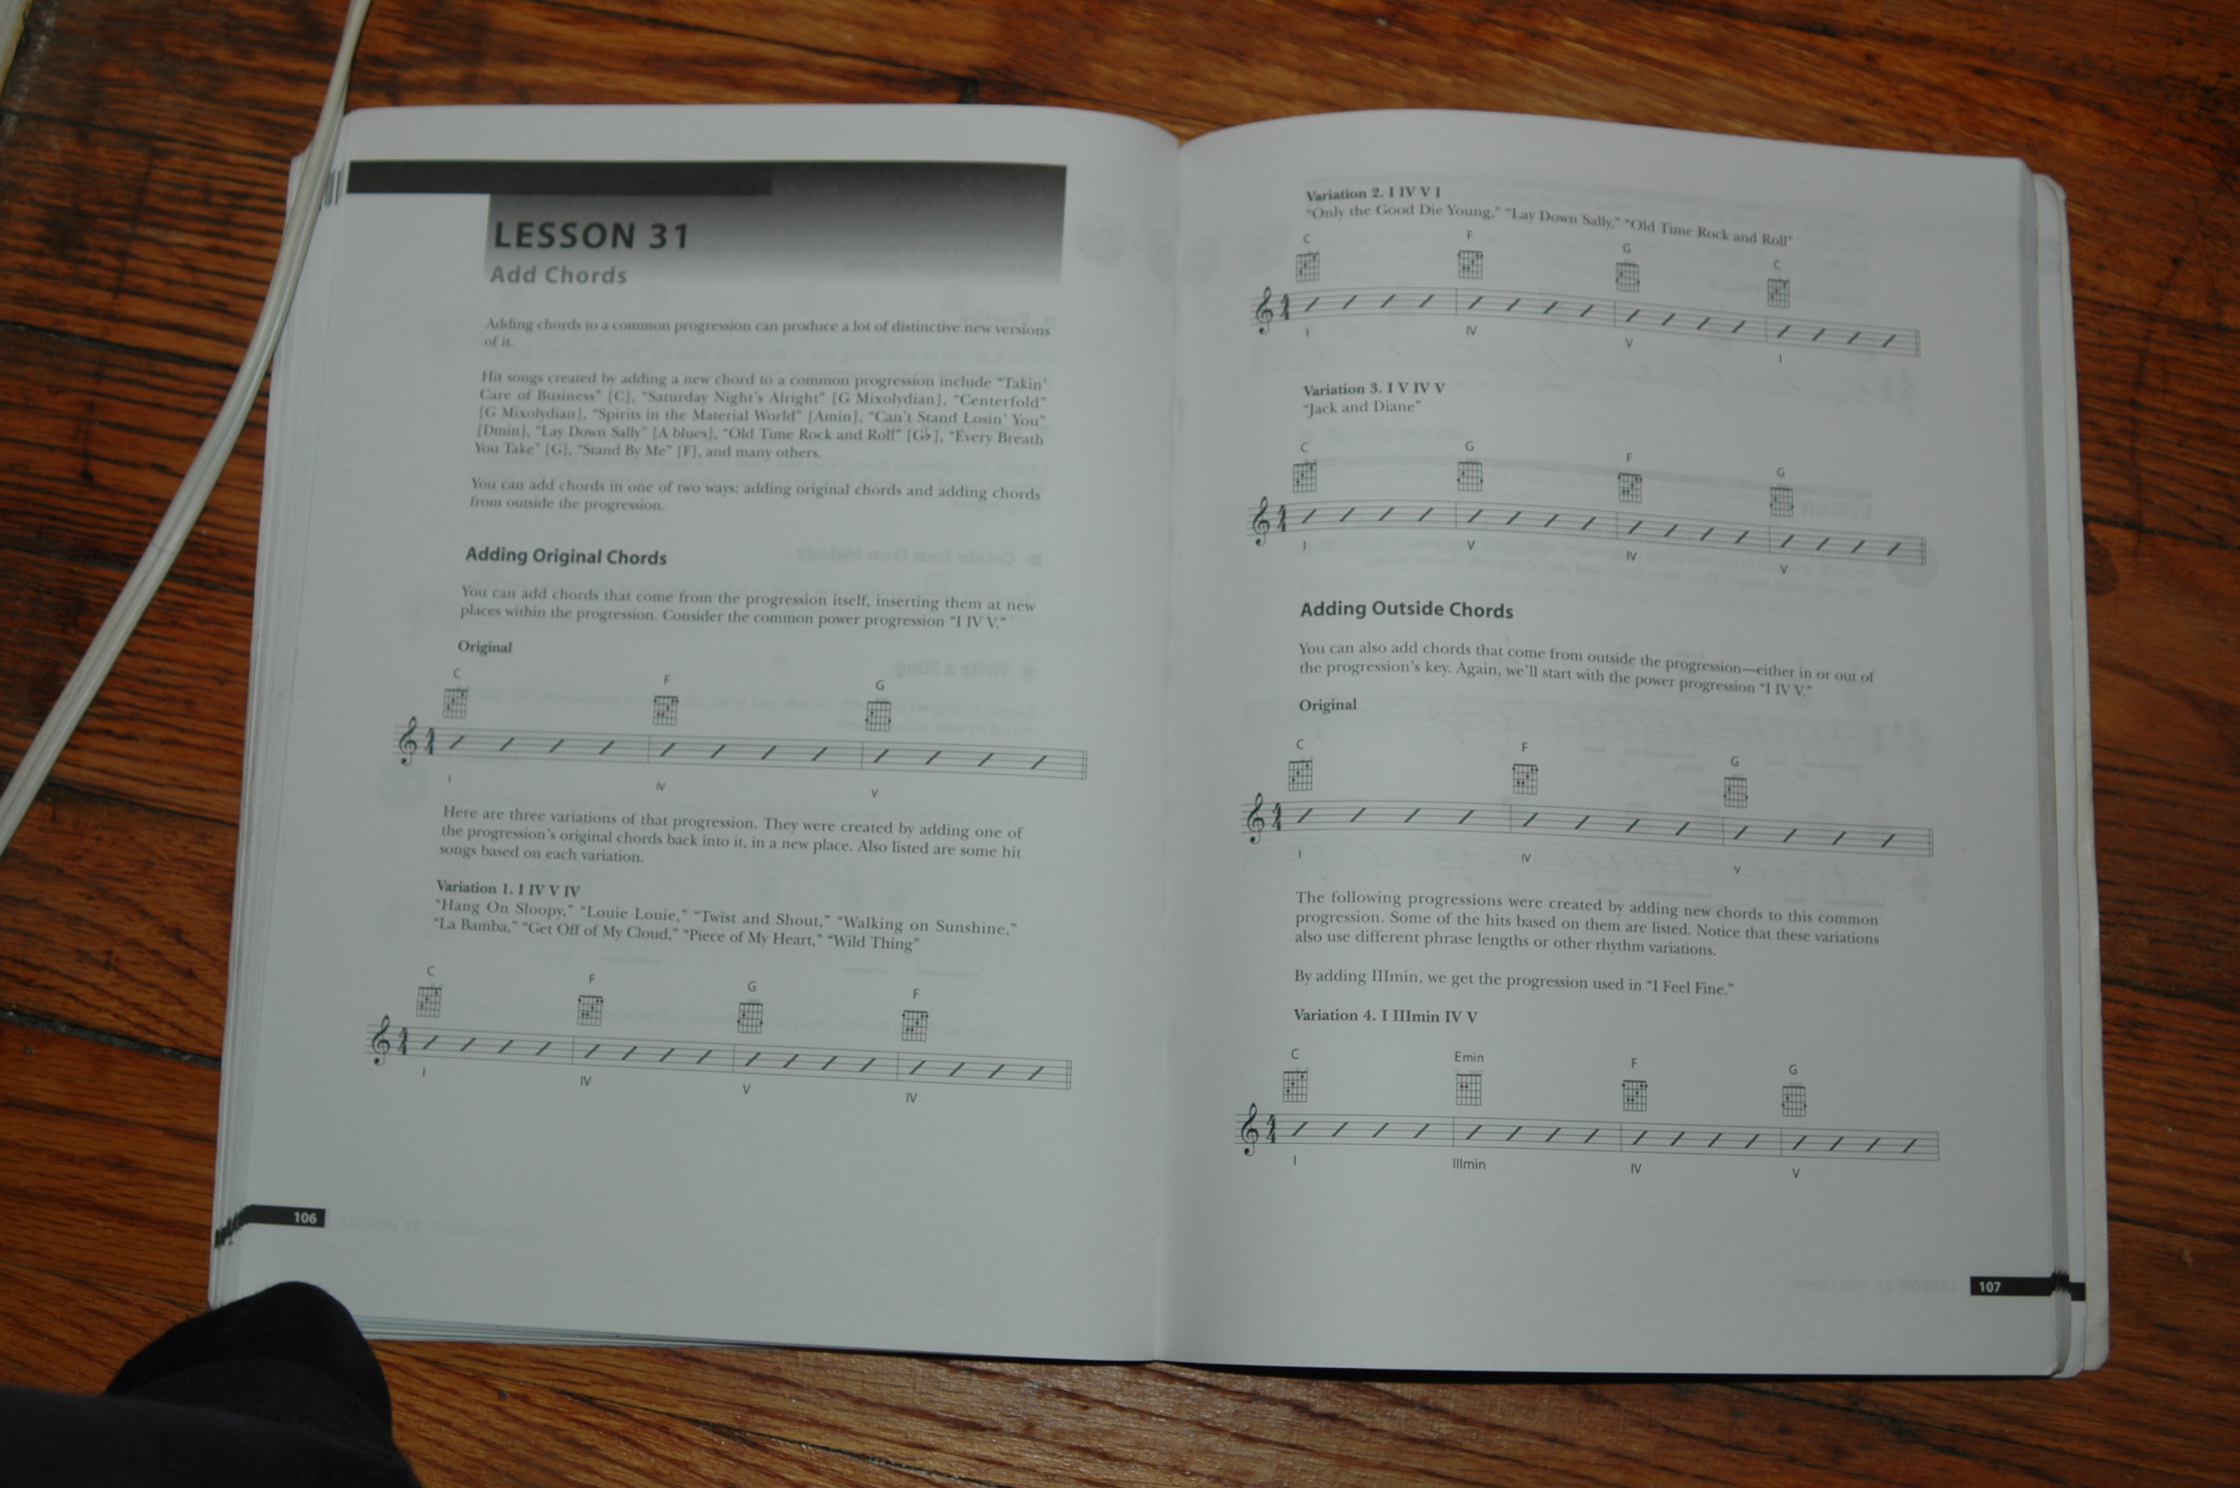 LESSON 31
Add Chords
Adding chords to a common progression can produce a lot of distinctive new versions
of it.
Hit songs created by adding a new chord to a common progression include "Takin'
Care of Business" [C], "Saturday Night's Alright" [G Mixolydian], "Centerfold"
[G Mixolydian], "Spirits in the Material World" [Amin], "Can't Stand Losin' You"
[Dmin], "Lay Down Sally" [A blues], "Old Time Rock and Roll" [G♭], "Every Breath
You Take" [G], "Stand By Me" [F], and many others.
You can add chords in one of two ways: adding original chords and adding chords
from outside the progression.
Adding Original Chords
You can add chords that come from the progression itself, inserting them at new
places within the progression. Consider the common power progression "I IV V."
Original
C F G
I IV V
Here are three variations of that progression. They were created by adding one of
the progression's original chords back into it, in a new place. Also listed are some hit
songs based on each variation.
Variation 1. I IV V IV
"Hang On Sloopy," "Louie Louie," "Twist and Shout," "Walking on Sunshine,"
"La Bamba," "Get Off of My Cloud," "Piece of My Heart," "Wild Thing"
C F G F
I IV V IV
106
Variation 2. I IV V I
"Only the Good Die Young," "Lay Down Sally," "Old Time Rock and Roll"
C F G C
I IV V I
Variation 3. I V IV V
"Jack and Diane"
C G F G
I V IV V
Adding Outside Chords
You can also add chords that come from outside the progression—either in or out of
the progression's key. Again, we'll start with the power progression "I IV V."
Original
C F G
I IV V
The following progressions were created by adding new chords to this common
progression. Some of the hits based on them are listed. Notice that these variations
also use different phrase lengths or other rhythm variations.
By adding IIImin, we get the progression used in "I Feel Fine."
Variation 4. I IIImin IV V
C Emin F G
I IIImin IV V
107